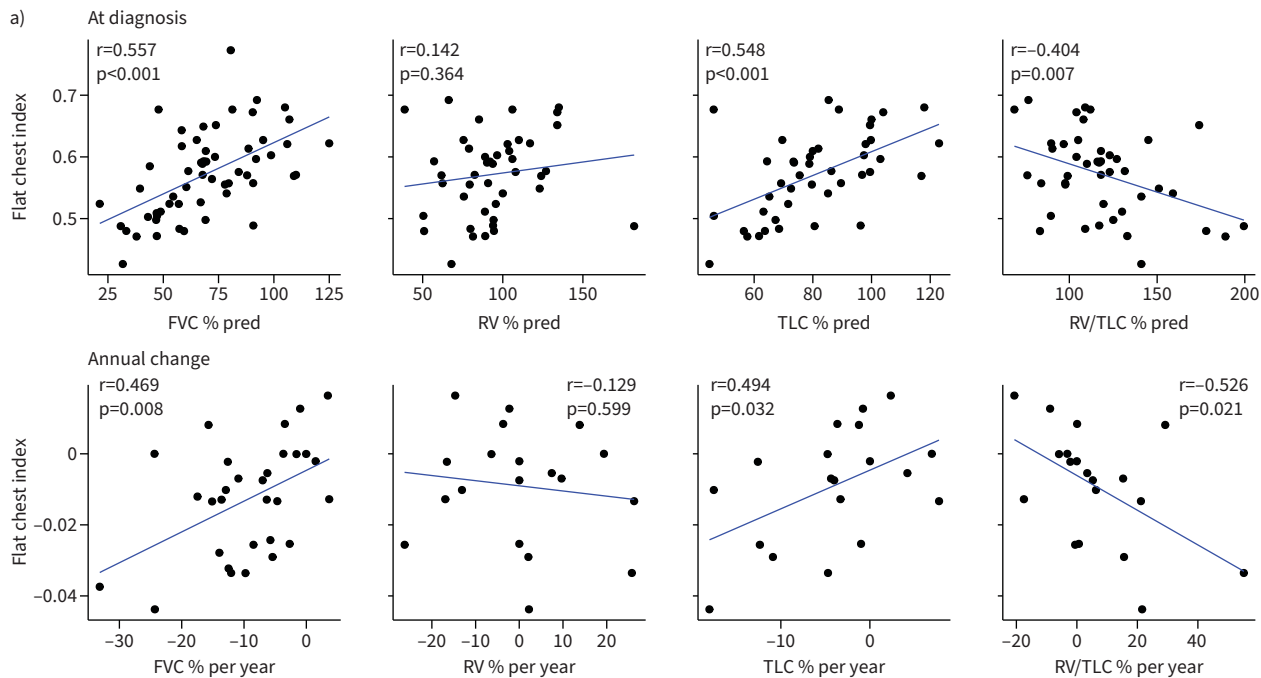 a)
At diagnosis
r=0.557
p<0.001
r=0.142
p=0.364
r=0.548
p<0.001
r=−0.404
p=0.007
Flat chest index
0.7
0.6
0.5
25 50 75 100 125
50 100 150
60 80 100 120
100 150 200
FVC % pred
RV % pred
TLC % pred
RV/TLC % pred
Annual change
r=0.469
p=0.008
r=−0.129
p=0.599
r=0.494
p=0.032
r=−0.526
p=0.021
Flat chest index
0
−0.02
−0.04
−30 −20 −10 0
−20 −10 0 10 20
−10 0
−20 0 20 40
FVC % per year
RV % per year
TLC % per year
RV/TLC % per year